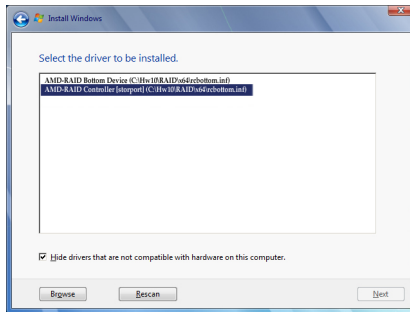 Install Windows
Select the driver to be installed.
AMD-RAID Bottom Device (C:\Hw10\RAID\x64\rcbottom.inf)
AMD-RAID Controller [storport] (C:\Hw10\RAID\x64\rcbottom.inf)
Hide drivers that are not compatible with hardware on this computer.
Browse
Rescan
Next